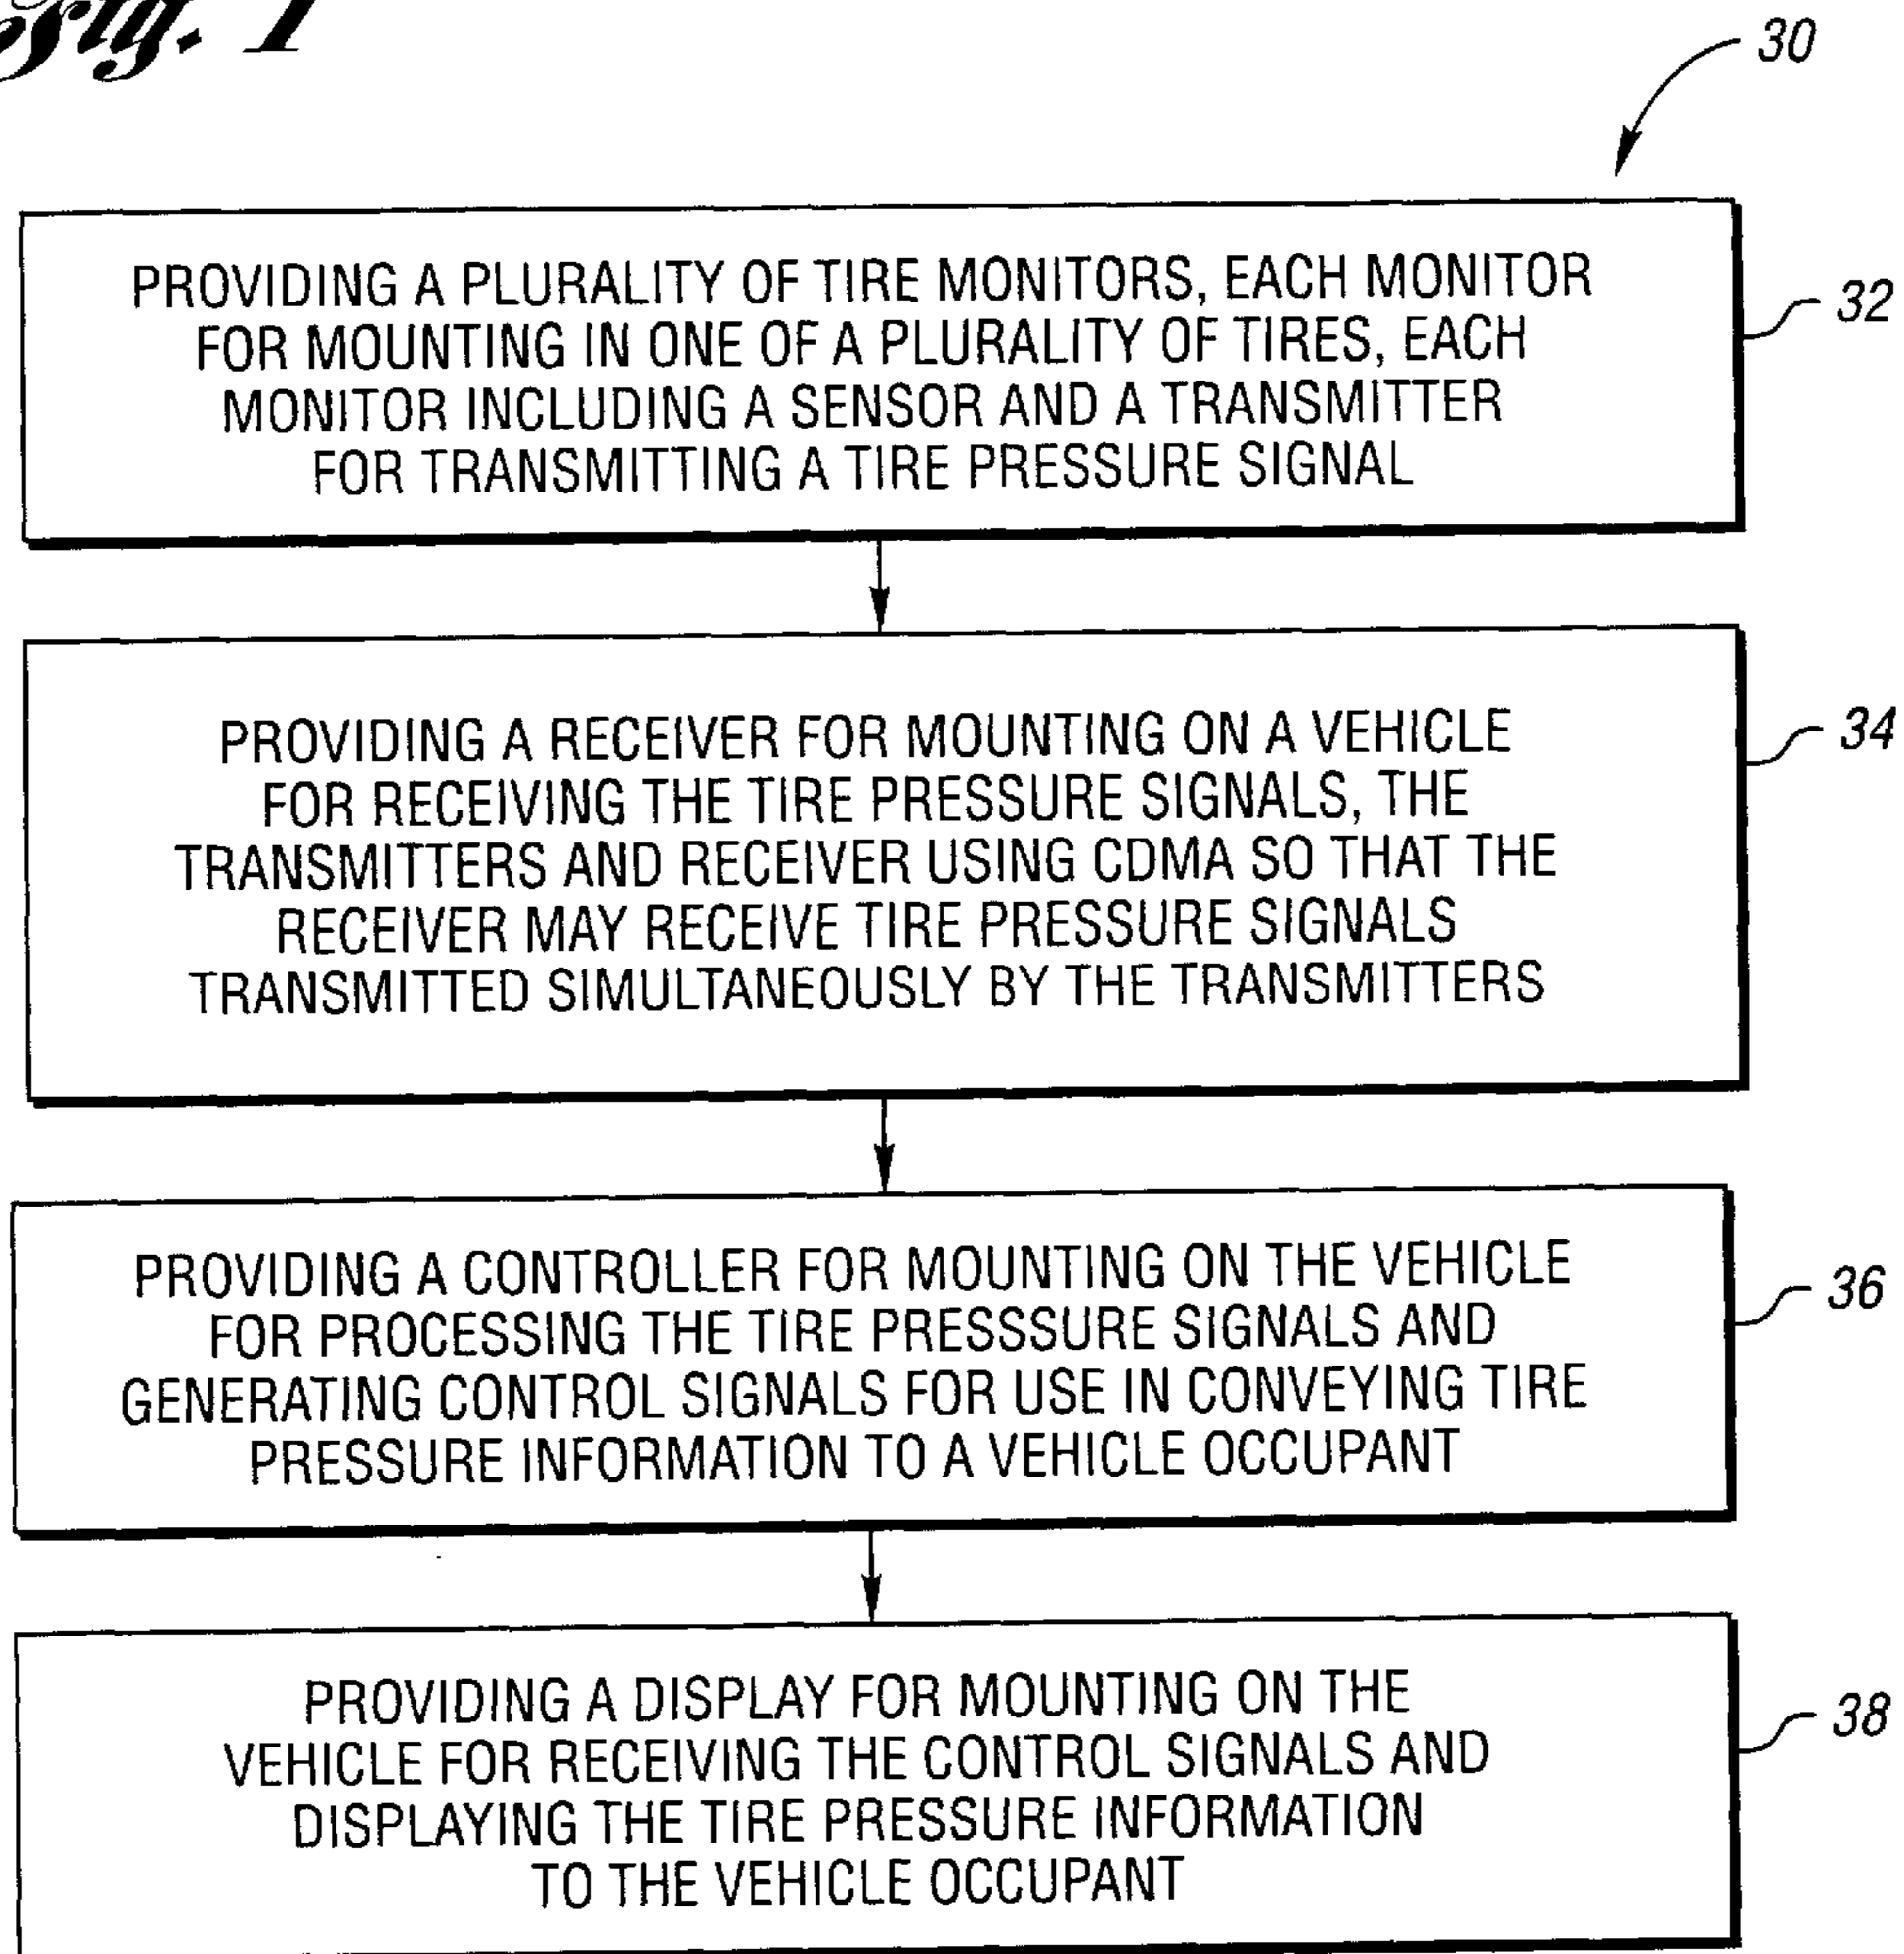 Fig. 1
30
PROVIDING A PLURALITY OF TIRE MONITORS, EACH MONITOR
FOR MOUNTING IN ONE OF A PLURALITY OF TIRES, EACH
MONITOR INCLUDING A SENSOR AND A TRANSMITTER
FOR TRANSMITTING A TIRE PRESSURE SIGNAL
32
PROVIDING A RECEIVER FOR MOUNTING ON A VEHICLE
FOR RECEIVING THE TIRE PRESSURE SIGNALS, THE
TRANSMITTERS AND RECEIVER USING CDMA SO THAT THE
RECEIVER MAY RECEIVE TIRE PRESSURE SIGNALS
TRANSMITTED SIMULTANEOUSLY BY THE TRANSMITTERS
34
PROVIDING A CONTROLLER FOR MOUNTING ON THE VEHICLE
FOR PROCESSING THE TIRE PRESSSURE SIGNALS AND
GENERATING CONTROL SIGNALS FOR USE IN CONVEYING TIRE
PRESSURE INFORMATION TO A VEHICLE OCCUPANT
36
PROVIDING A DISPLAY FOR MOUNTING ON THE
VEHICLE FOR RECEIVING THE CONTROL SIGNALS AND
DISPLAYING THE TIRE PRESSURE INFORMATION
TO THE VEHICLE OCCUPANT
38